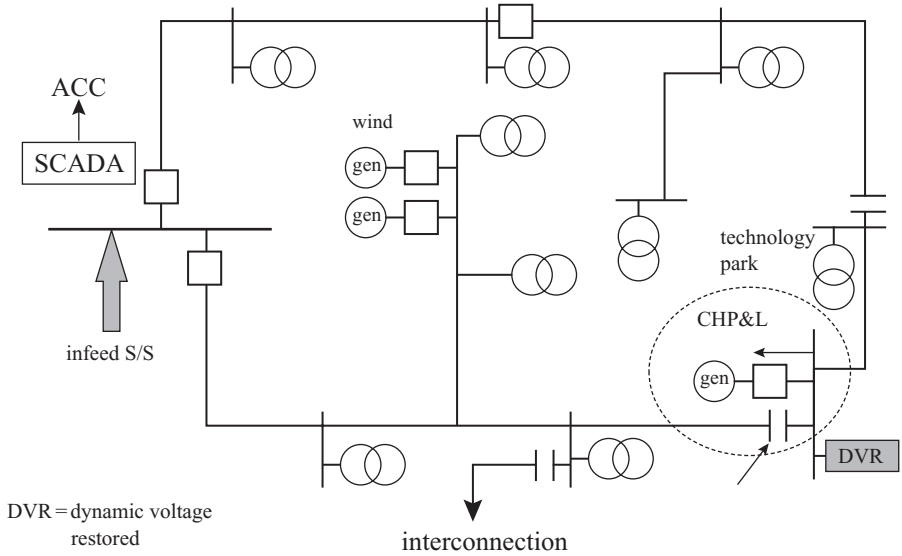 ACC
SCADA
wind
gen
gen
technology
park
infeed S/S
CHP&L
gen
DVR
DVR = dynamic voltage
restored
interconnection